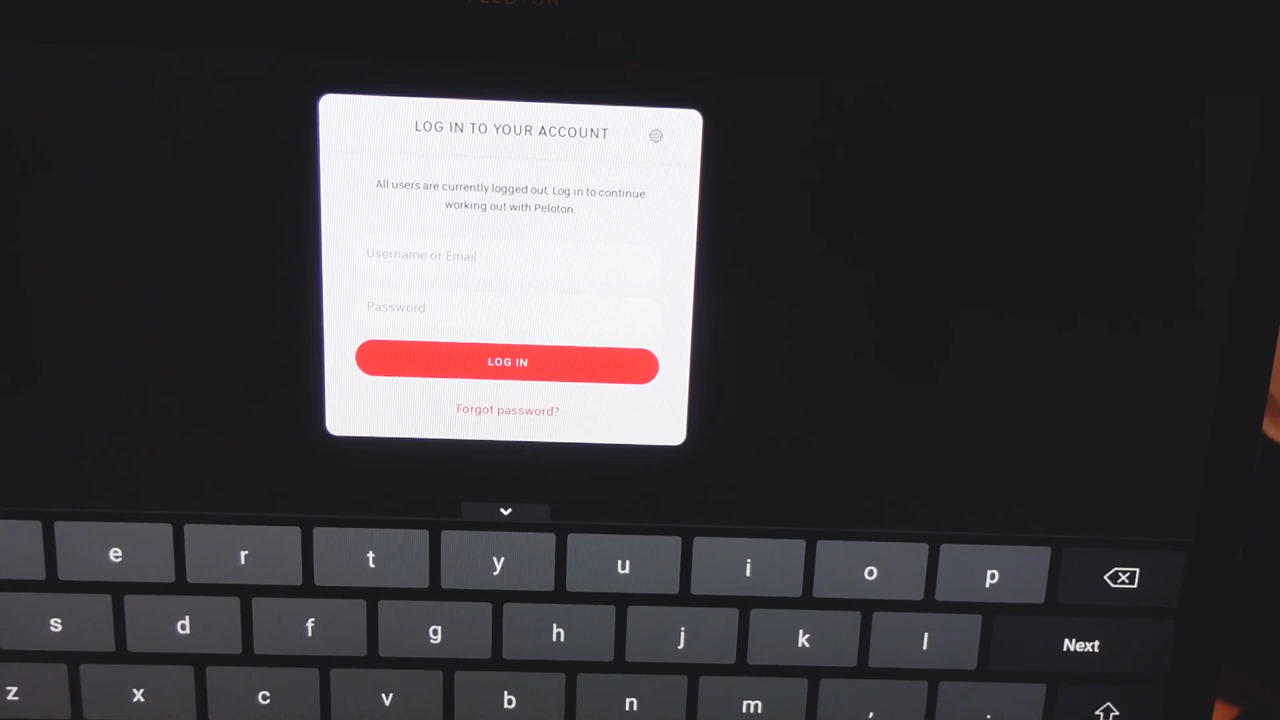 PELOTON
LOG IN TO YOUR ACCOUNT
All users are currently logged out. Log in to continue
working out with Peloton.
Username or Email
Password
LOG IN
Forgot password?
e r t y u i o p
s d f g h j k l Next
z x c v b n m , .